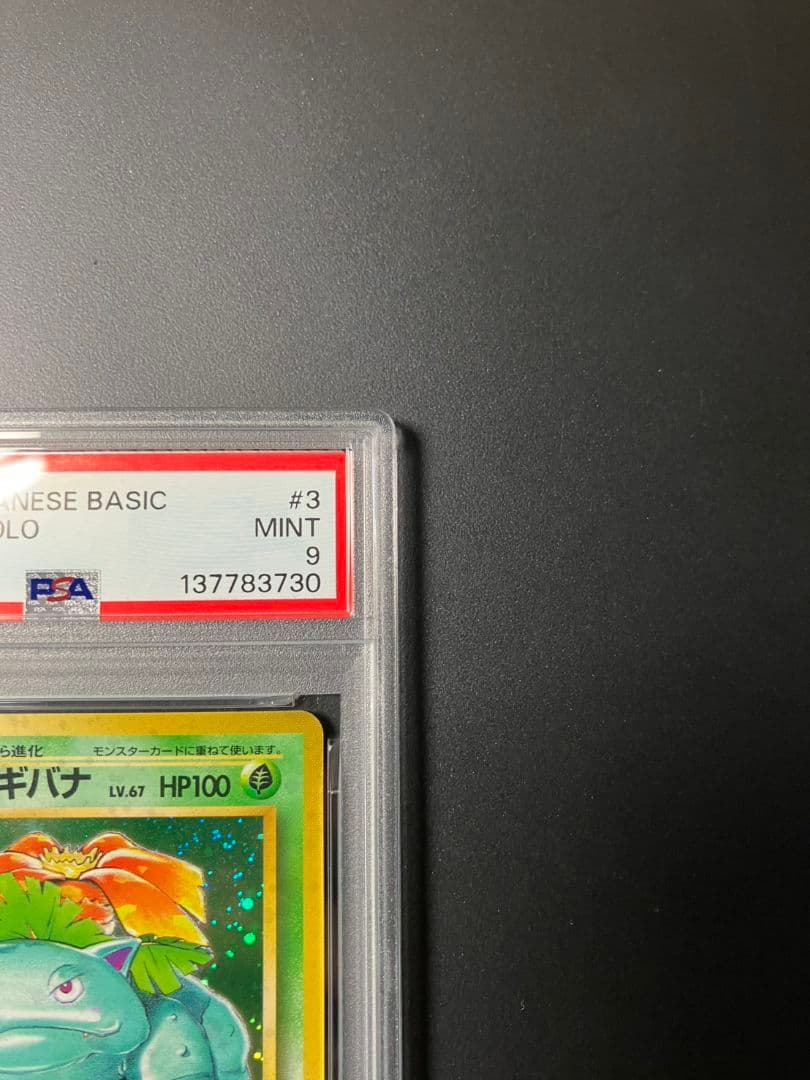 ANESE BASIC #3
OLO MINT
9
PSA 137783730
ら進化 モンスターカードに重ねて使います。
ギバナ LV.67 HP100